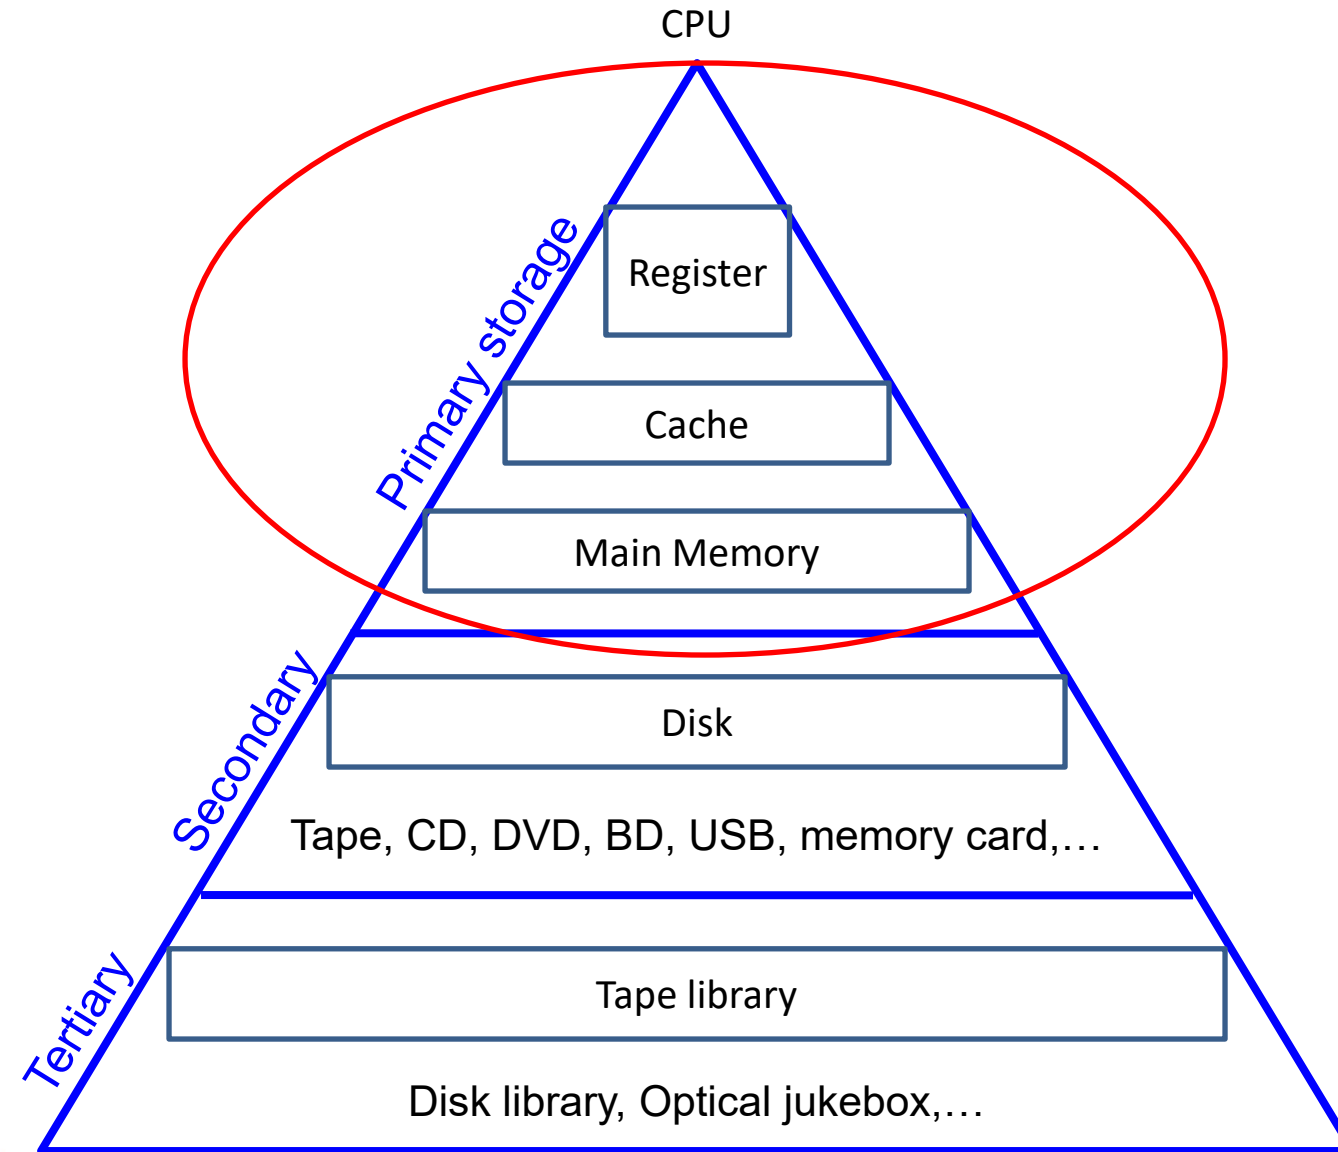 CPU
Primary storage
Register
Cache
Main Memory
Secondary
Disk
Tape, CD, DVD, BD, USB, memory card,…
Tertiary
Tape library
Disk library, Optical jukebox,…